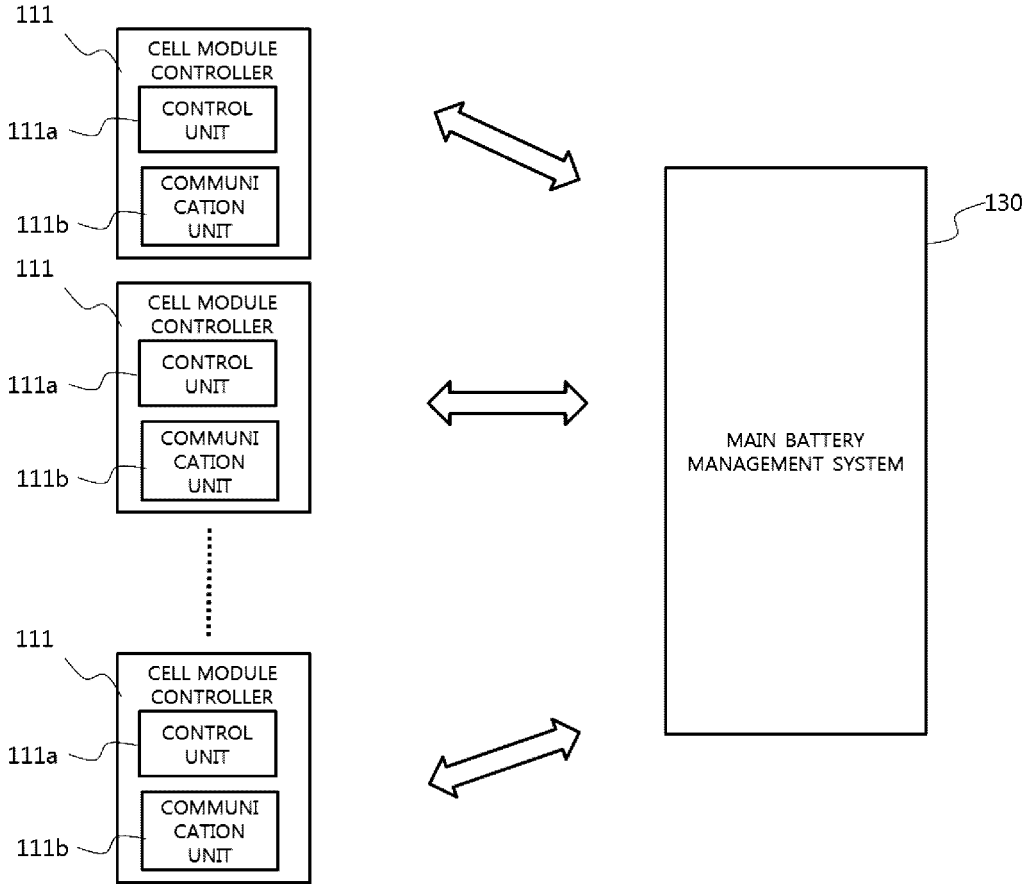 111
CELL MODULE
CONTROLLER
CONTROL
UNIT
111a
COMMUNI
CATION
UNIT
111b
111
CELL MODULE
CONTROLLER
CONTROL
UNIT
111a
COMMUNI
CATION
UNIT
111b
111
CELL MODULE
CONTROLLER
CONTROL
UNIT
111a
COMMUNI
CATION
UNIT
111b
130
MAIN BATTERY
MANAGEMENT SYSTEM